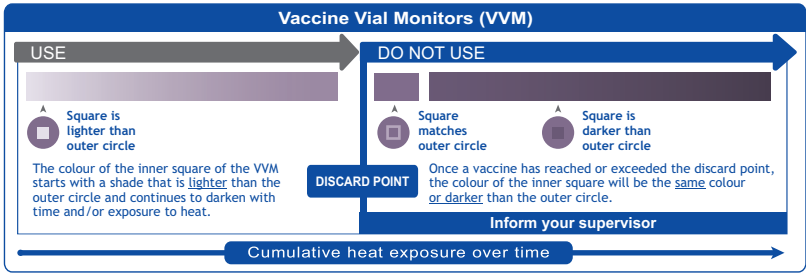 Vaccine Vial Monitors (VVM)
USE
DO NOT USE
Square is
lighter than
outer circle
Square
matches
outer circle
Square is
darker than
outer circle
The colour of the inner square of the VVM
starts with a shade that is lighter than the
outer circle and continues to darken with
time and/or exposure to heat.
DISCARD POINT
Once a vaccine has reached or exceeded the discard point,
the colour of the inner square will be the same colour
or darker than the outer circle.
Inform your supervisor
Cumulative heat exposure over time